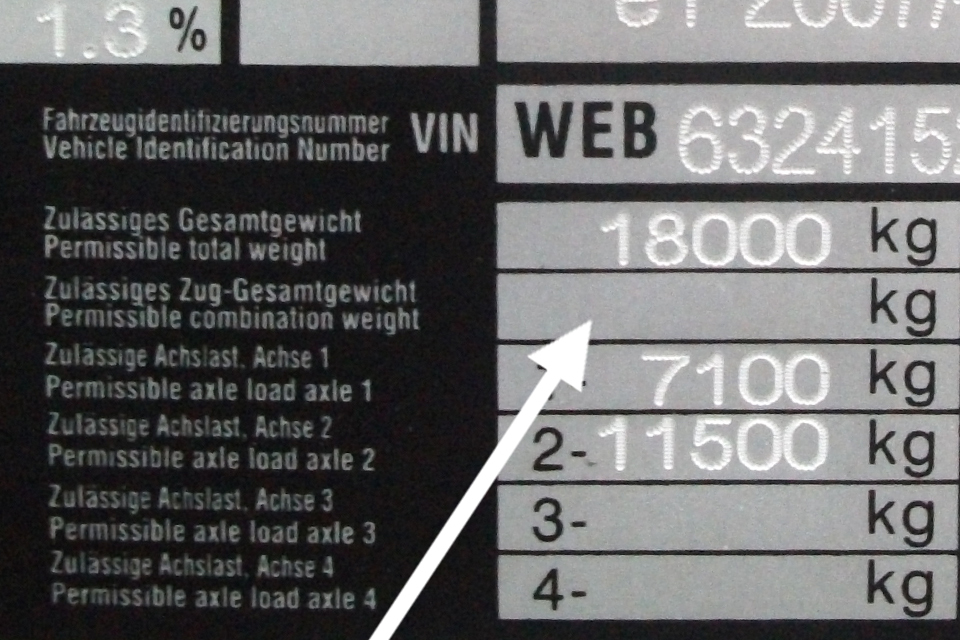 1.3 %
Fahrzeugidentifizierungsnummer
Vehicle Identification Number
VIN WEB 632415
Zulässiges Gesamtgewicht
Permissible total weight
18000 kg
Zulässiges Zug-Gesamtgewicht
Permissible combination weight
kg
Zulässige Achslast, Achse 1
Permissible axle load axle 1
7100 kg
Zulässige Achslast, Achse 2
Permissible axle load axle 2
2- 11500 kg
Zulässige Achslast, Achse 3
Permissible axle load axle 3
3- kg
Zulässige Achslast, Achse 4
Permissible axle load axle 4
4- kg